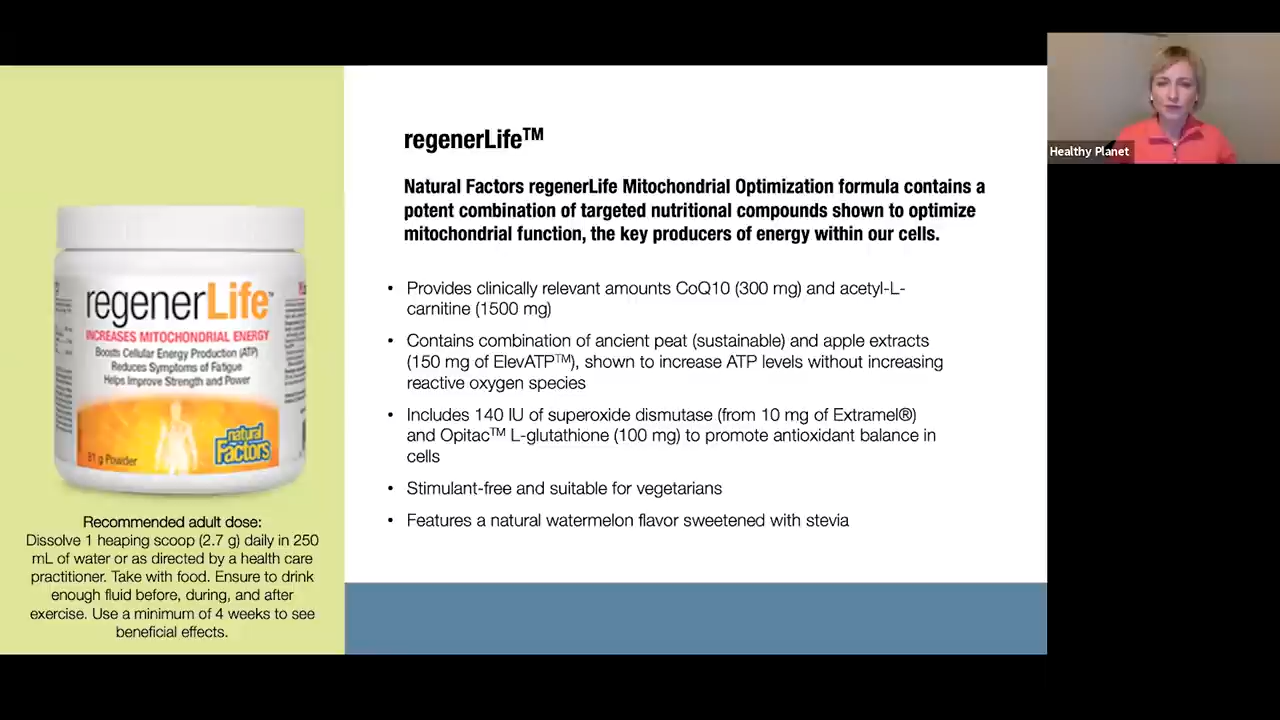 regenerLife™
Natural Factors regenerLife Mitochondrial Optimization formula contains a
potent combination of targeted nutritional compounds shown to optimize
mitochondrial function, the key producers of energy within our cells.
• Provides clinically relevant amounts CoQ10 (300 mg) and acetyl-L-
carnitine (1500 mg)
• Contains combination of ancient peat (sustainable) and apple extracts
(150 mg of ElevATP™), shown to increase ATP levels without increasing
reactive oxygen species
• Includes 140 IU of superoxide dismutase (from 10 mg of Extramel®)
and Opitac™ L-glutathione (100 mg) to promote antioxidant balance in
cells
• Stimulant-free and suitable for vegetarians
• Features a natural watermelon flavor sweetened with stevia
regenerLife™
INCREASES MITOCHONDRIAL ENERGY
Boosts Cellular Energy Production (ATP)
Reduces Symptoms of Fatigue
Helps Improve Strength and Power
natural
Factors
81 g Powder
Recommended adult dose:
Dissolve 1 heaping scoop (2.7 g) daily in 250
mL of water or as directed by a health care
practitioner. Take with food. Ensure to drink
enough fluid before, during, and after
exercise. Use a minimum of 4 weeks to see
beneficial effects.
Healthy Planet